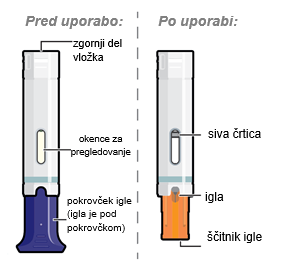 Pred uporabo:
Po uporabi:
zgornji del
vložka
okence za
pregledovanje
pokrovček igle
(igla je pod
pokrovčkom)
siva črtica
igla
ščitnik igle